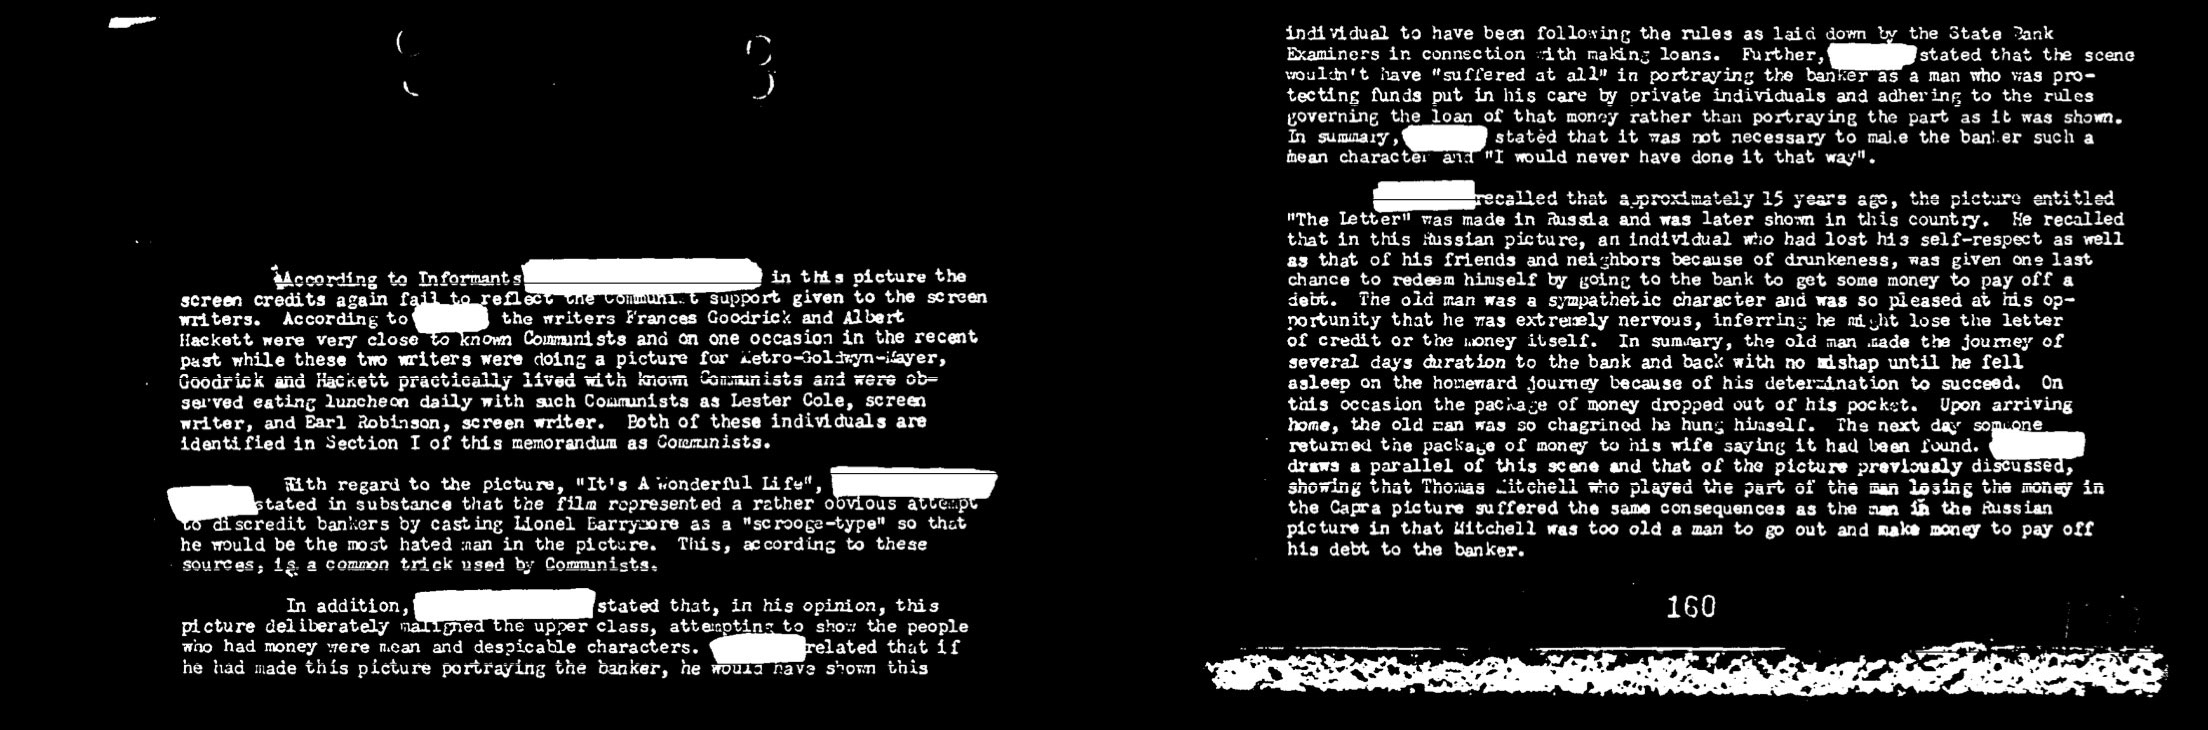 According to Informants in this picture the
screen credits again fail to reflect the Communist support given to the screen
writers. According to the writers Frances Goodrick and Albert
Hackett were very close to known Communists and on one occasion in the recent
past while these two writers were doing a picture for Metro-Goldwyn-Mayer,
Goodrick and Hackett practically lived with known Communists and were ob-
served eating luncheon daily with such Communists as Lester Cole, screen
writer, and Earl Robinson, screen writer. Both of these individuals are
identified in Section I of this memorandum as Communists.
With regard to the picture, "It's A Wonderful Life",
stated in substance that the film represented a rather obvious attempt
to discredit bankers by casting Lionel Barrymore as a "scrooge-type" so that
he would be the most hated man in the picture. This, according to these
sources, is a common trick used by Communists.
In addition, stated that, in his opinion, this
picture deliberately maligned the upper class, attempting to show the people
who had money were mean and despicable characters. related that if
he had made this picture portraying the banker, he would have shown this
individual to have been following the rules as laid down by the State Bank
Examiners in connsction with making loans. Further, stated that the scene
wouldn't have "suffered at all" in portraying the banker as a man who was pro-
tecting funds put in his care by private individuals and adhering to the rules
governing the loan of that money rather than portraying the part as it was shown.
In summary, stated that it was not necessary to make the banker such a
mean character and "I would never have done it that way".
recalled that approximately 15 years ago, the picture entitled
"The Letter" was made in Russia and was later shown in this country. He recalled
that in this Russian picture, an individual who had lost his self-respect as well
as that of his friends and neighbors because of drunkeness, was given one last
chance to redeem himself by going to the bank to get some money to pay off a
debt. The old man was a sympathetic character and was so pleased at his op-
portunity that he was extremely nervous, inferring he might lose the letter
of credit or the money itself. In summary, the old man made the journey of
several days duration to the bank and back with no mishap until he fell
asleep on the homeward journey because of his determination to succeed. On
this occasion the package of money dropped out of his pocket. Upon arriving
home, the old man was so chagrined he hung himself. The next day someone
returned the package of money to his wife saying it had been found.
draws a parallel of this scene and that of the picture previously discussed,
showing that Thomas Mitchell who played the part of the man losing the money in
the Capra picture suffered the same consequences as the man in the Russian
picture in that Mitchell was too old a man to go out and make money to pay off
his debt to the banker.
160